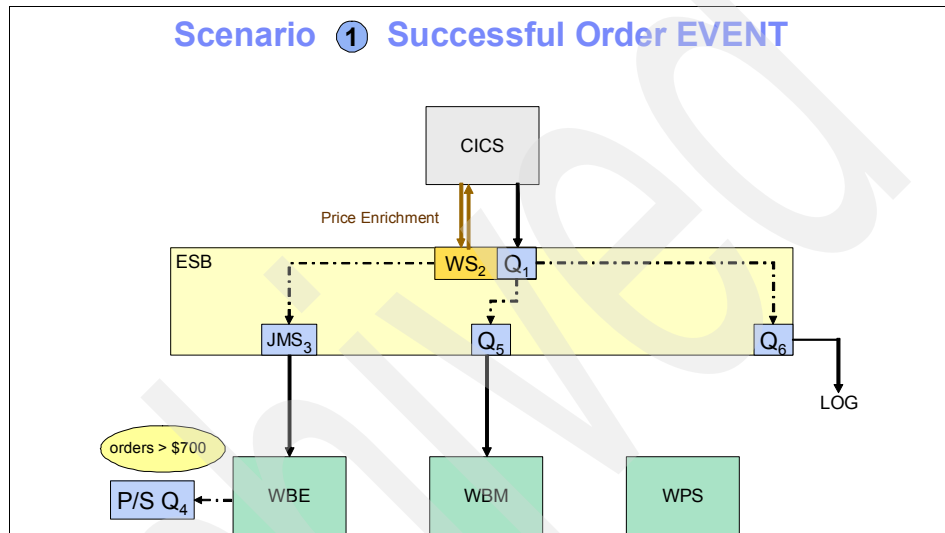 Scenario 1 Successful Order EVENT
CICS
Price Enrichment
ESB
WS2
Q1
JMS3
Q5
Q6
LOG
orders > $700
P/S Q4
WBE
WBM
WPS